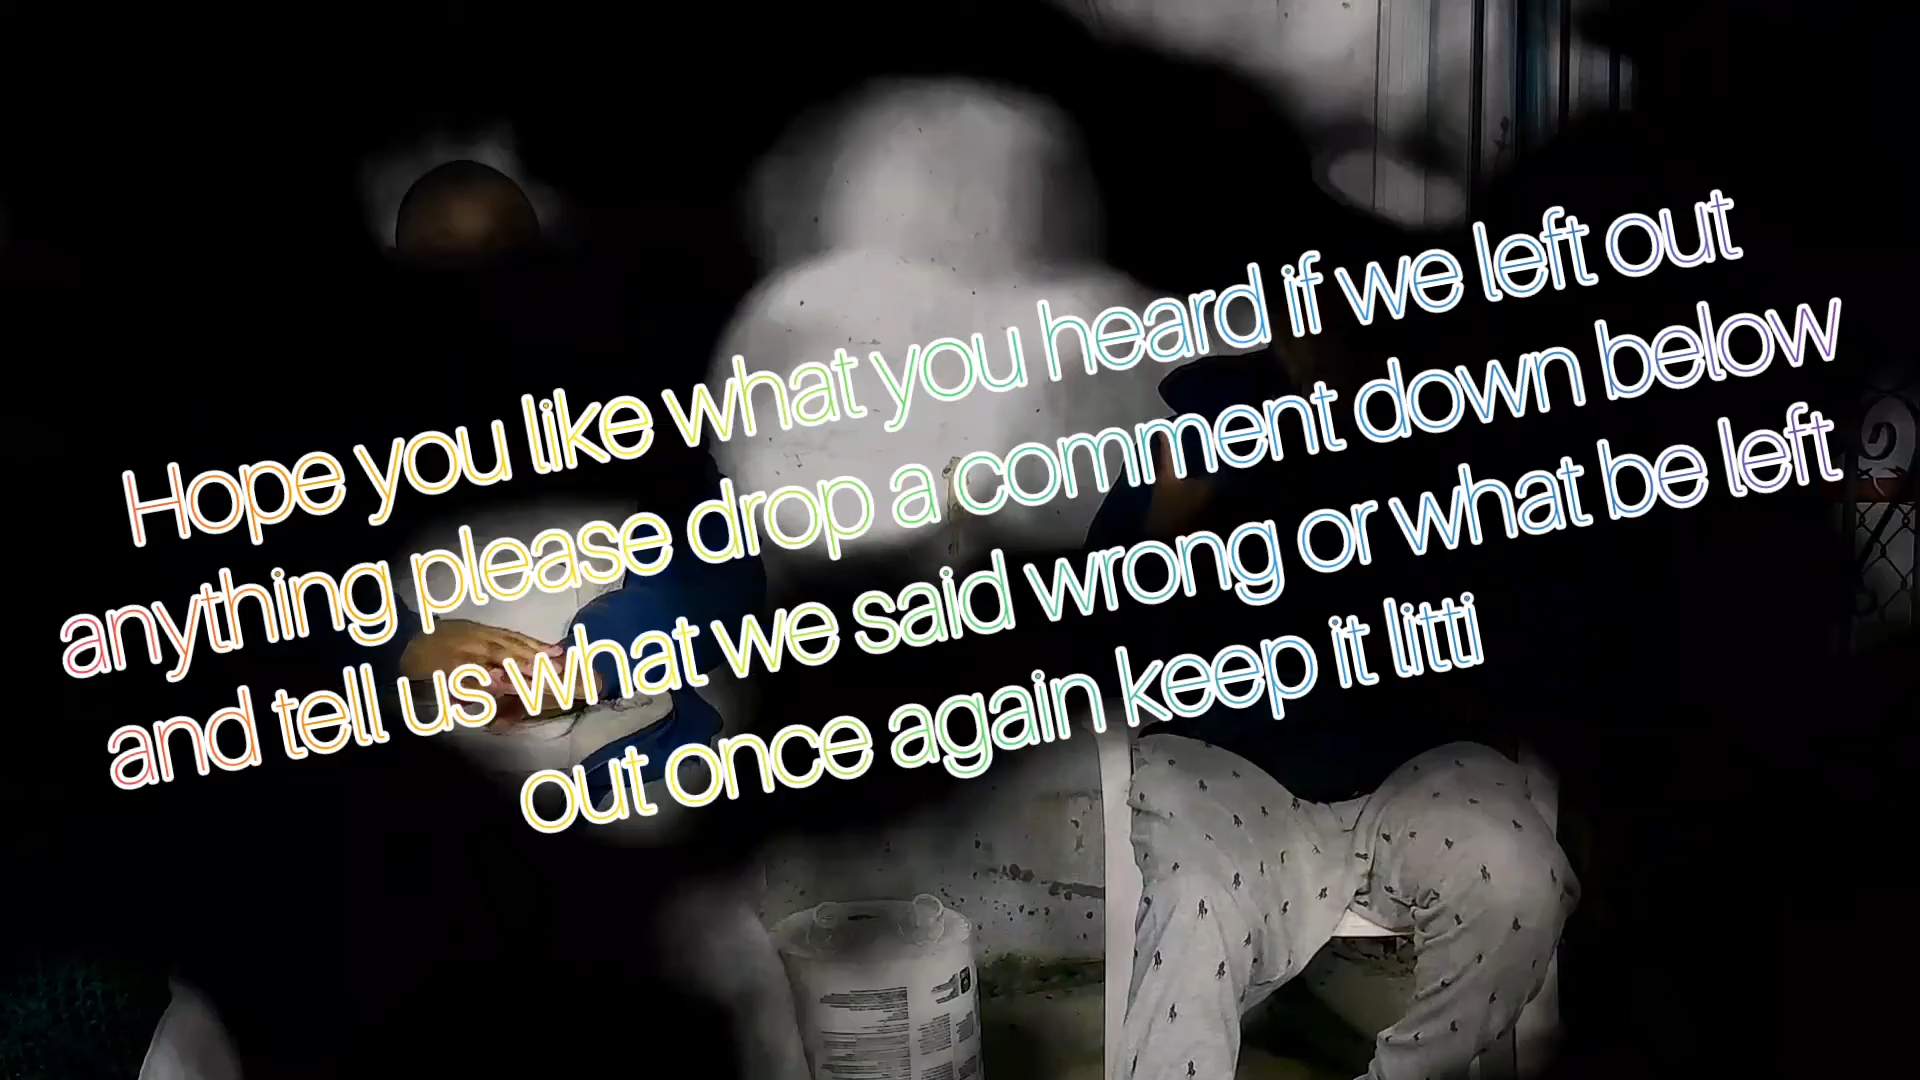 Hope you like what you heard if we left out
anything please drop a comment down below
and tell us what we said wrong or what be left
out once again keep it litti